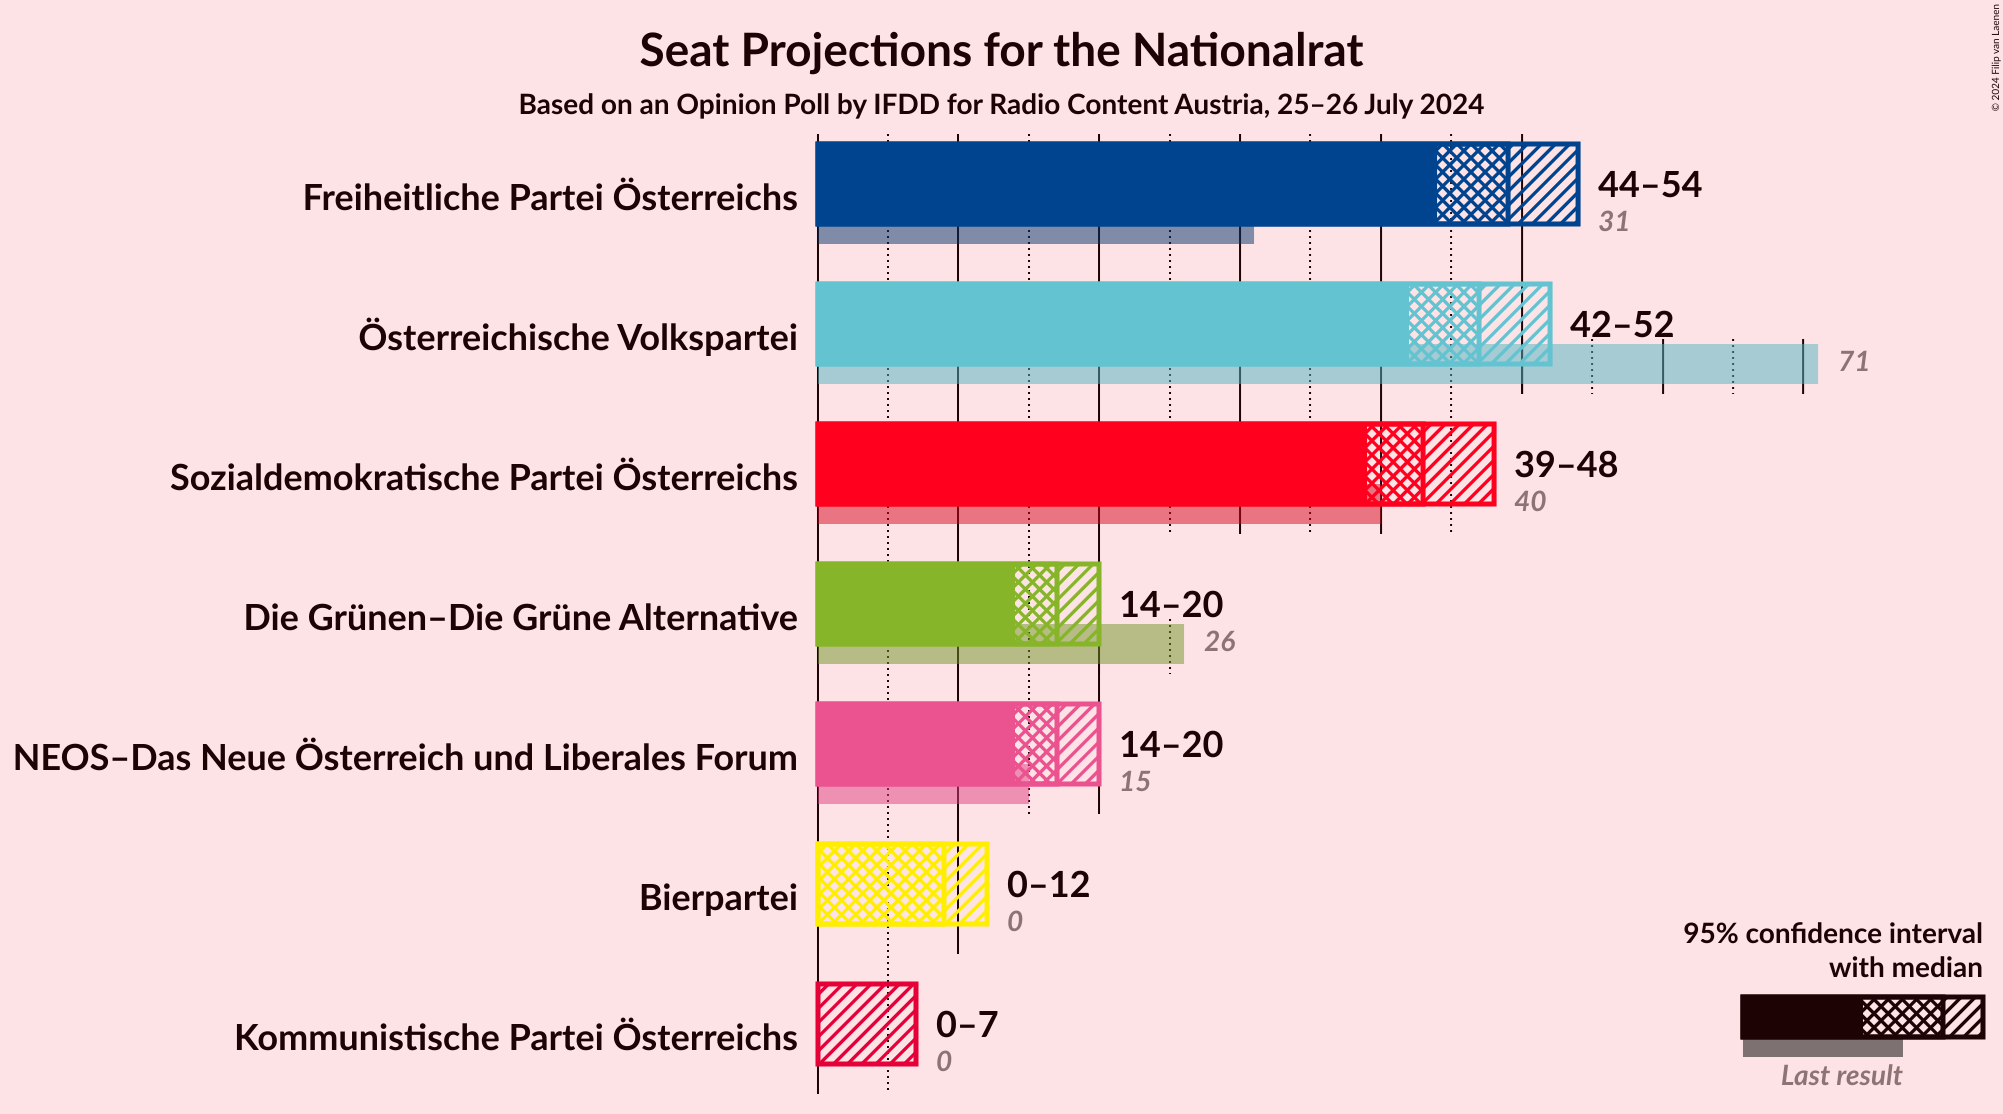 Seat Projections for the Nationalrat
Based on an Opinion Poll by IFDD for Radio Content Austria, 25–26 July 2024
© 2024 Filip van Laenen
Freiheitliche Partei Österreichs
44–54
31
Österreichische Volkspartei
42–52
71
Sozialdemokratische Partei Österreichs
39–48
40
Die Grünen–Die Grüne Alternative
14–20
26
NEOS–Das Neue Österreich und Liberales Forum
14–20
15
Bierpartei
0–12
0
Kommunistische Partei Österreichs
0–7
0
95% confidence interval
with median
Last result